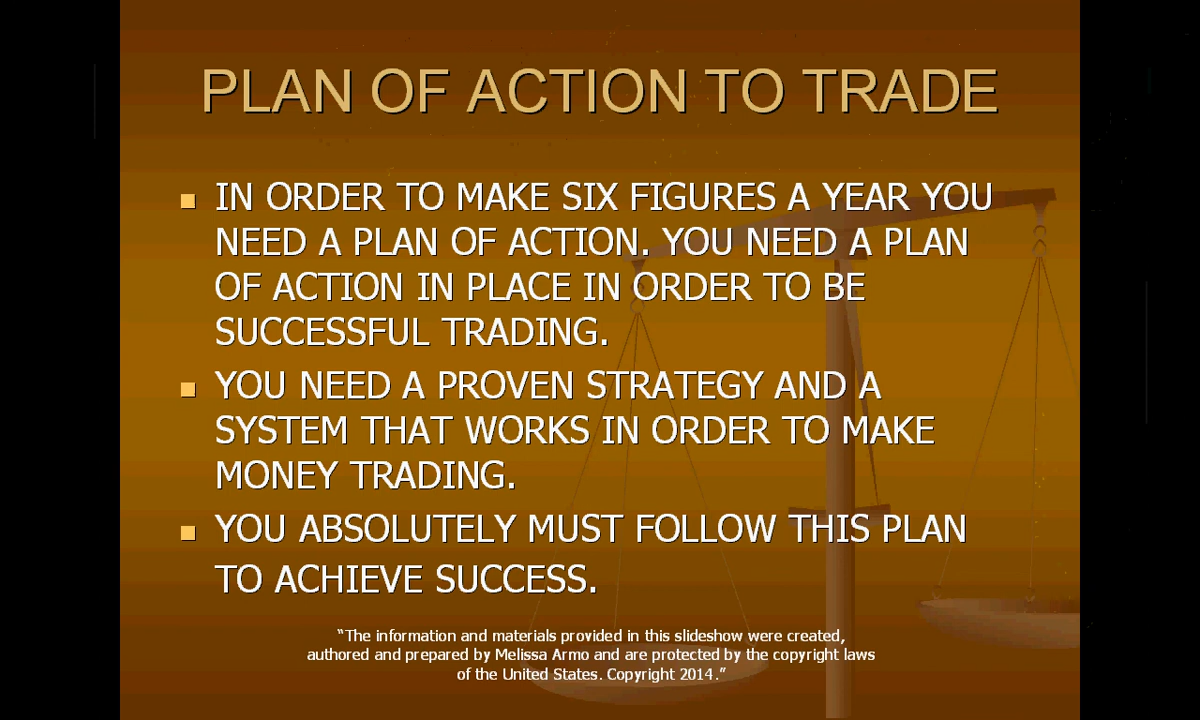 PLAN OF ACTION TO TRADE
IN ORDER TO MAKE SIX FIGURES A YEAR YOU
NEED A PLAN OF ACTION. YOU NEED A PLAN
OF ACTION IN PLACE IN ORDER TO BE
SUCCESSFUL TRADING.
YOU NEED A PROVEN STRATEGY AND A
SYSTEM THAT WORKS IN ORDER TO MAKE
MONEY TRADING.
YOU ABSOLUTELY MUST FOLLOW THIS PLAN
TO ACHIEVE SUCCESS.
“The information and materials provided in this slideshow were created,
authored and prepared by Melissa Armo and are protected by the copyright laws
of the United States. Copyright 2014.”